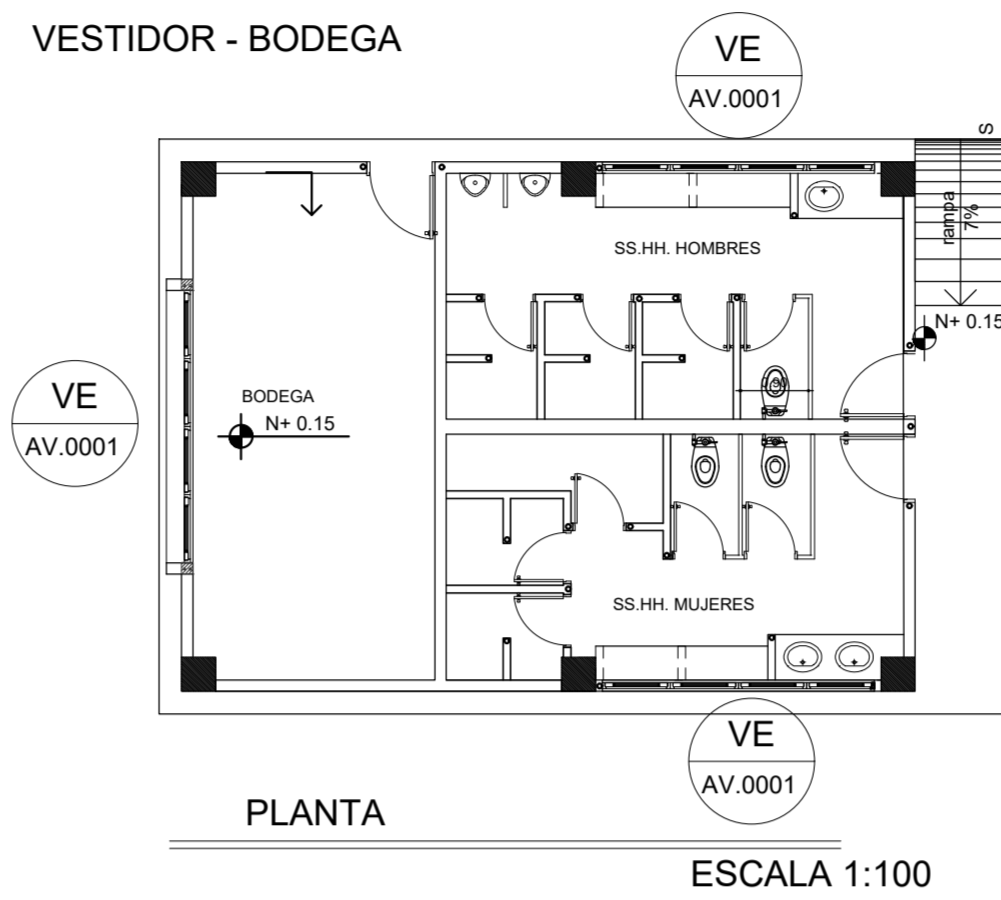 VESTIDOR - BODEGA
VE
AV.0001
S
rampa
7%
SS.HH. HOMBRES
N+ 0.15
VE
AV.0001
BODEGA
N+ 0.15
90
SS.HH. MUJERES
VE
AV.0001
PLANTA
ESCALA 1:100